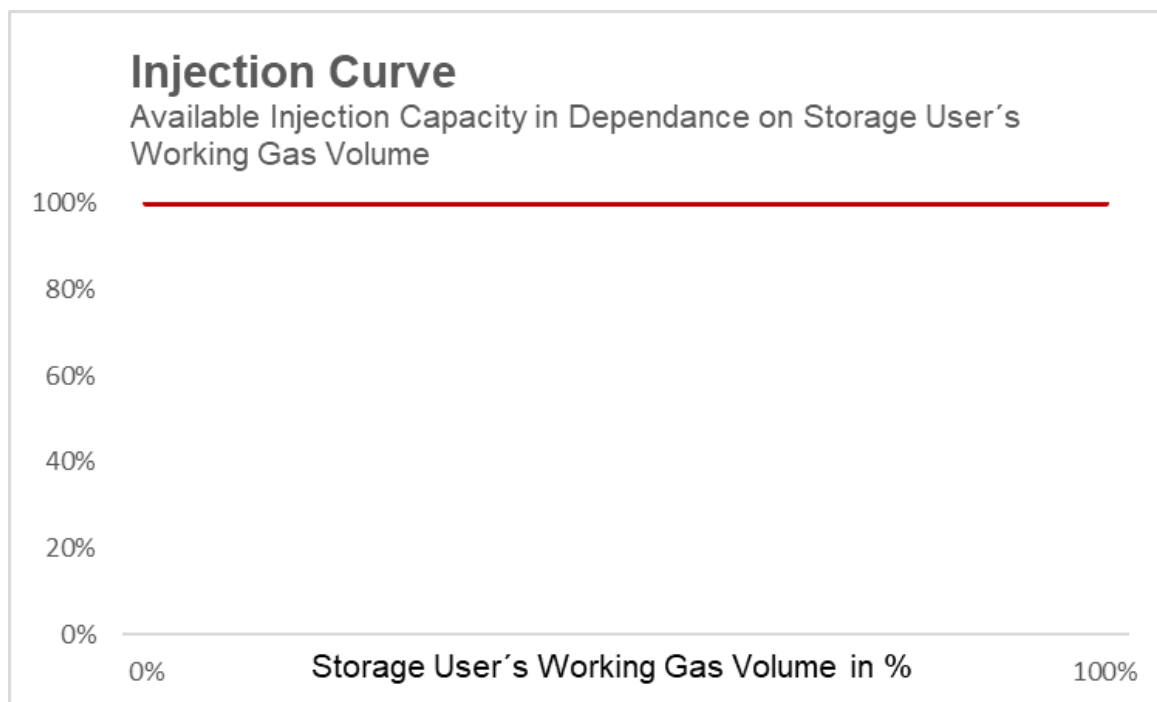 Injection Curve
Available Injection Capacity in Dependance on Storage User´s
Working Gas Volume
100%
80%
60%
40%
20%
0%
0%
Storage User´s Working Gas Volume in %
100%